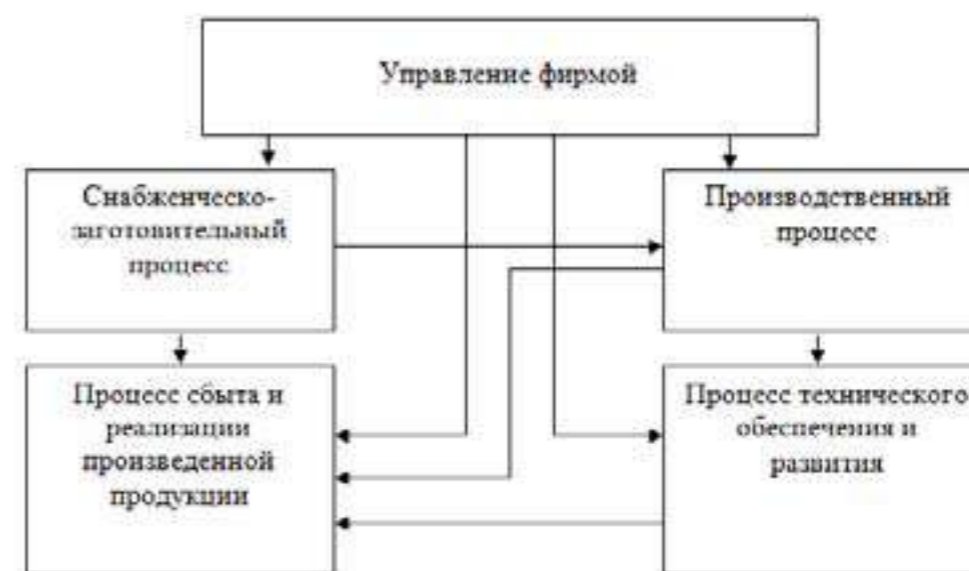 Управление фирмой
Снабженческо-
заготовительный
процесс
Производственный
процесс
Процесс сбыта и
реализации
произведенной
продукции
Процесс технического
обеспечения и
развития